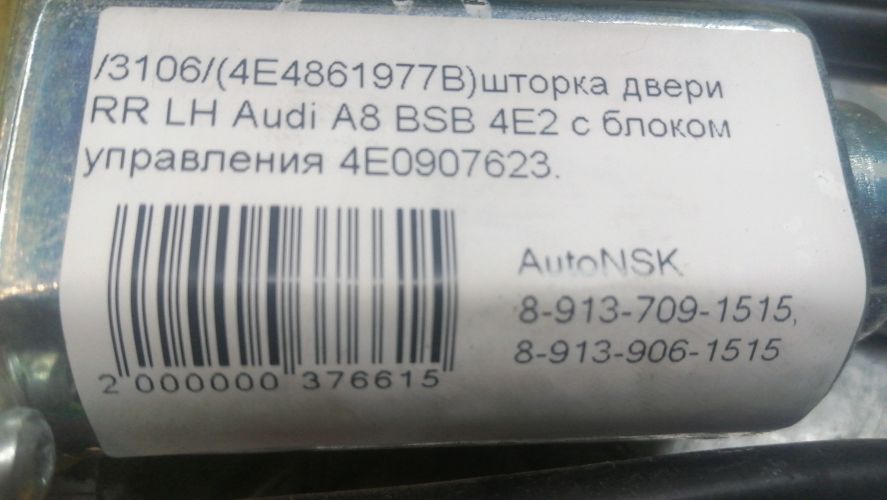 /3106/(4E4861977B)шторка двери
RR LH Audi A8 BSB 4E2 с блоком
управления 4E0907623.
AutoNSK
8-913-709-1515,
8-913-906-1515
2 000000 376615